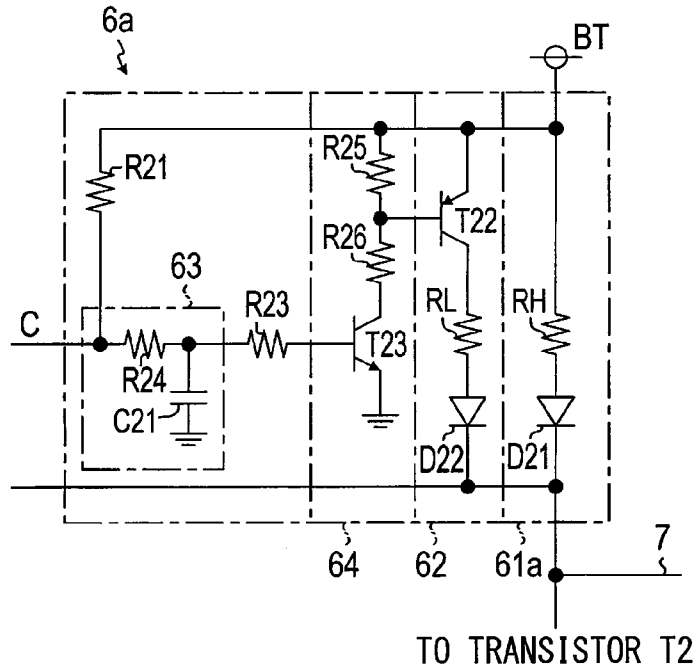 6a
BT
R21
R25
T22
R26
63
R23
RL
RH
C
T23
R24
C21
D22
D21
64
62
61a
7
TO TRANSISTOR T2